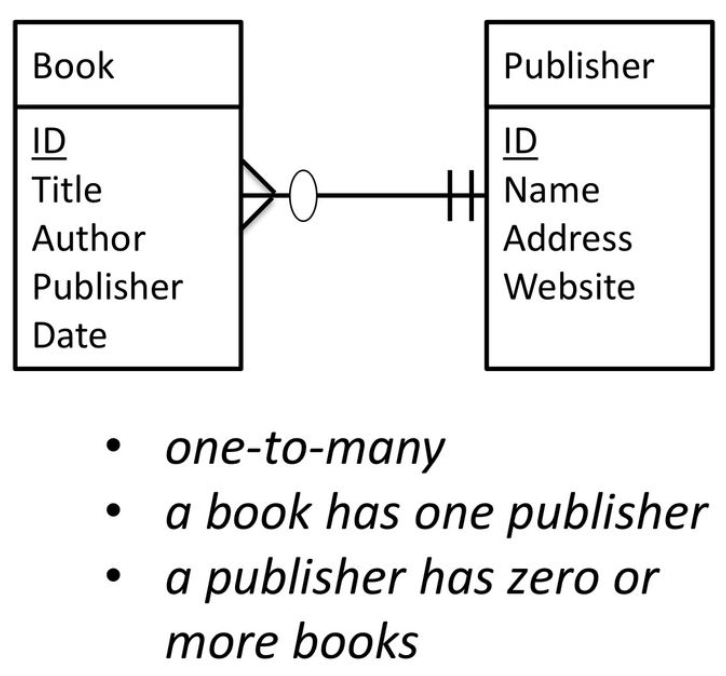 Book
ID
Title
Author
Publisher
Date
Publisher
ID
Name
Address
Website
• one-to-many
• a book has one publisher
• a publisher has zero or
more books